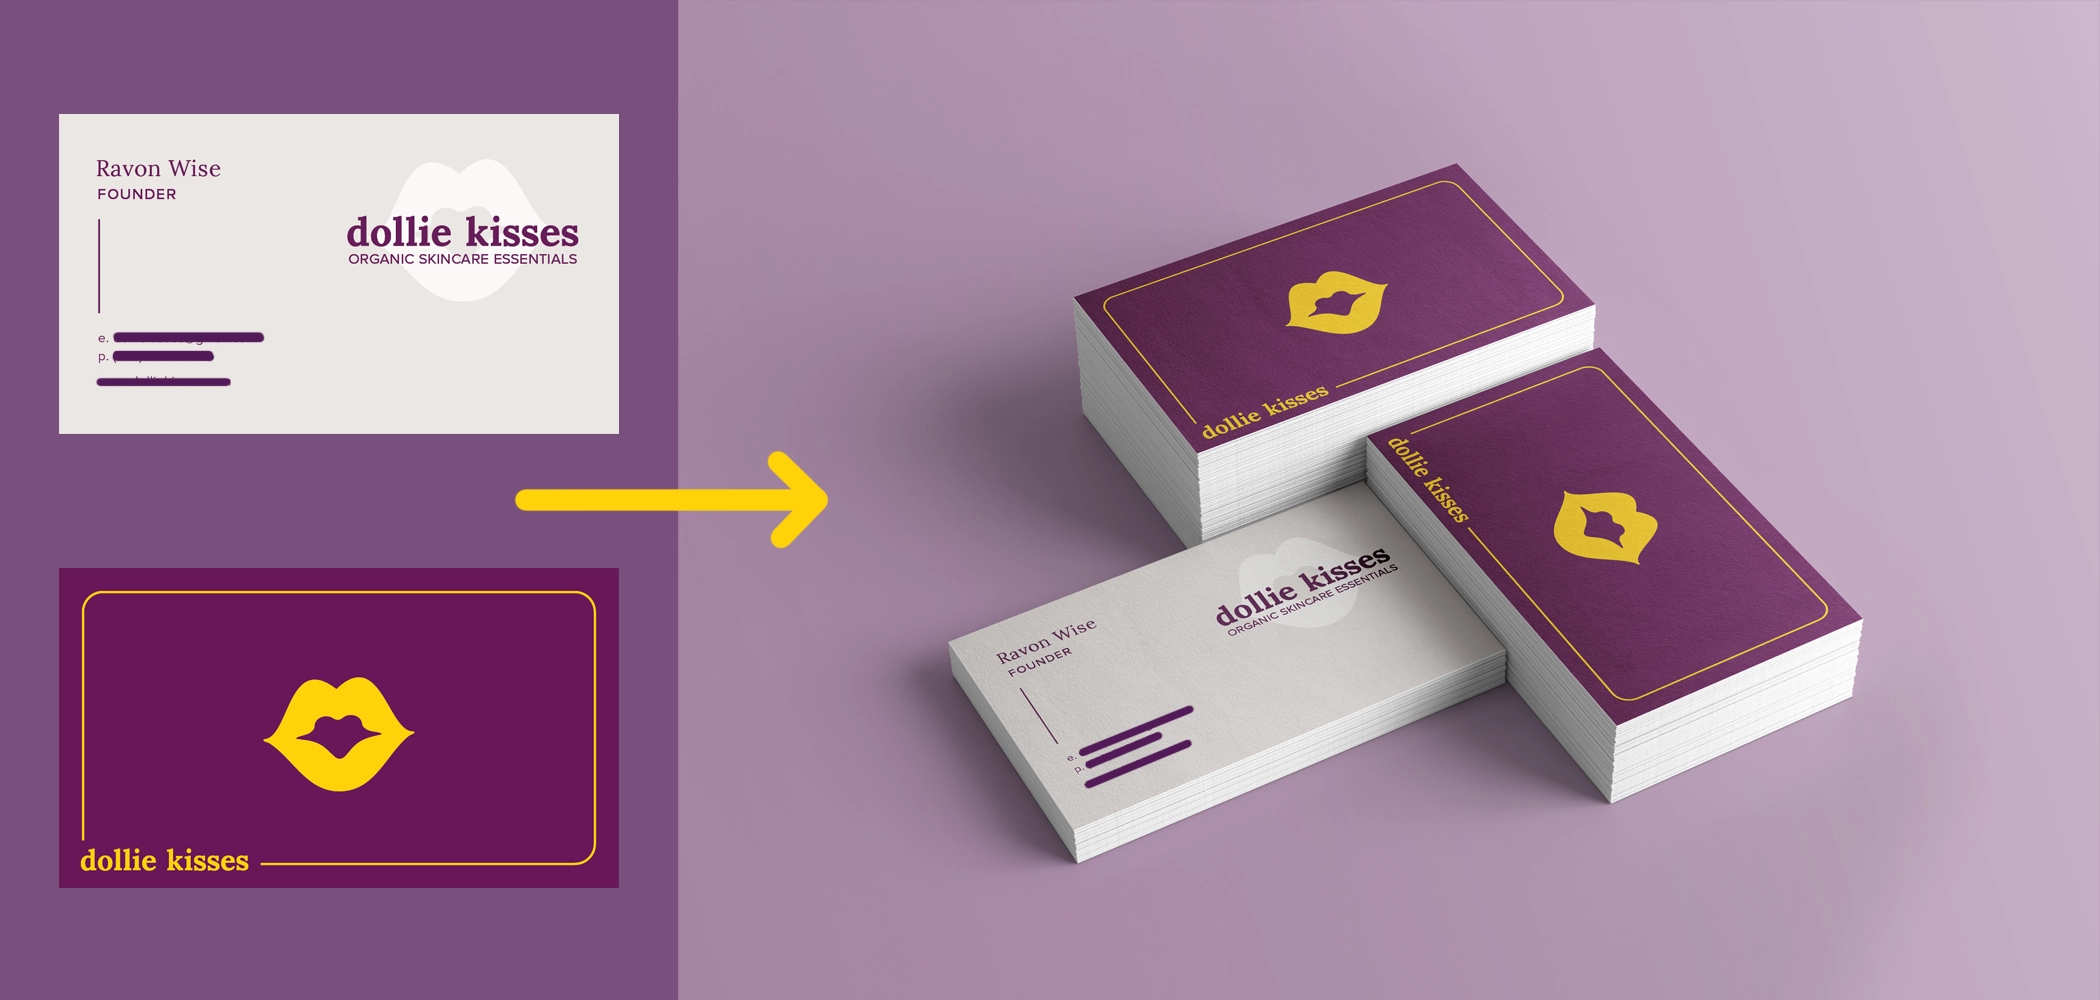 Ravon Wise
FOUNDER
dollie kisses
ORGANIC SKINCARE ESSENTIALS
e.
p.
dollie kisses
dollie kisses
dollie kisses
dollie kisses
ORGANIC SKINCARE ESSENTIALS
Ravon Wise
FOUNDER
e.
p.